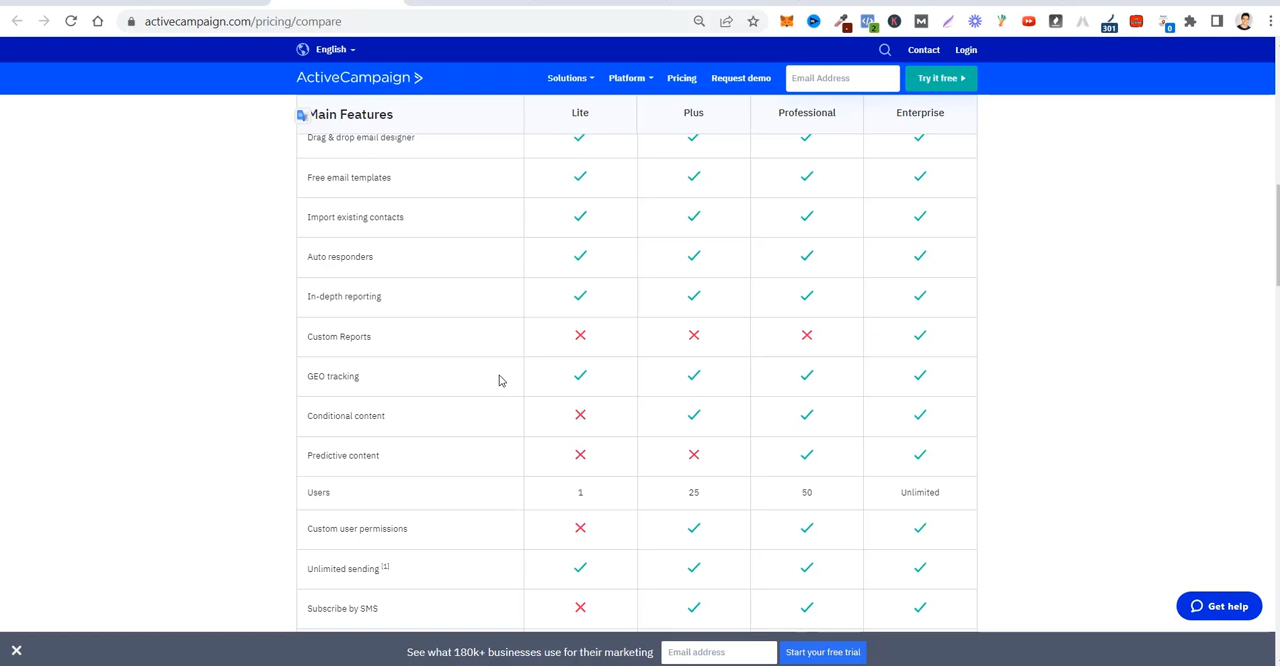 activecampaign.com/pricing/compare
2
301
0
English
Contact
Login
ActiveCampaign >
Solutions
Platform
Pricing
Request demo
Email Address
Try it free
Main Features
Lite
Plus
Professional
Enterprise
Drag & drop email designer
Free email templates
Import existing contacts
Auto responders
In-depth reporting
Custom Reports
GEO tracking
Conditional content
Predictive content
Users 1 25 50 Unlimited
Custom user permissions
Unlimited sending [1]
Subscribe by SMS
Get help
See what 180k+ businesses use for their marketing
Email address
Start your free trial